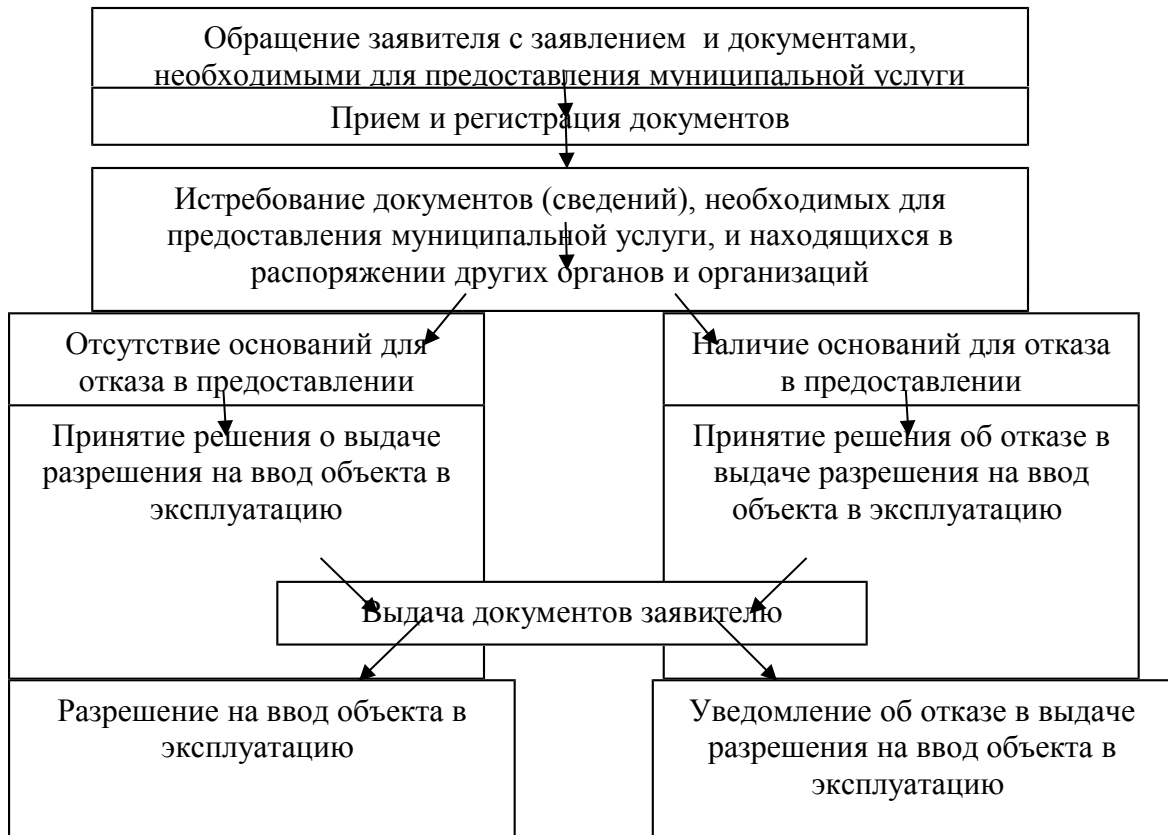 Обращение заявителя с заявлением и документами,
необходимыми для предоставления муниципальной услуги
Прием и регистрация документов
Истребование документов (сведений), необходимых для
предоставления муниципальной услуги, и находящихся в
распоряжении других органов и организаций
Отсутствие оснований для
отказа в предоставлении
Наличие оснований для отказа
в предоставлении
Принятие решения о выдаче
разрешения на ввод объекта в
эксплуатацию
Принятие решения об отказе в
выдаче разрешения на ввод
объекта в эксплуатацию
Выдача документов заявителю
Разрешение на ввод объекта в
эксплуатацию
Уведомление об отказе в выдаче
разрешения на ввод объекта в
эксплуатацию